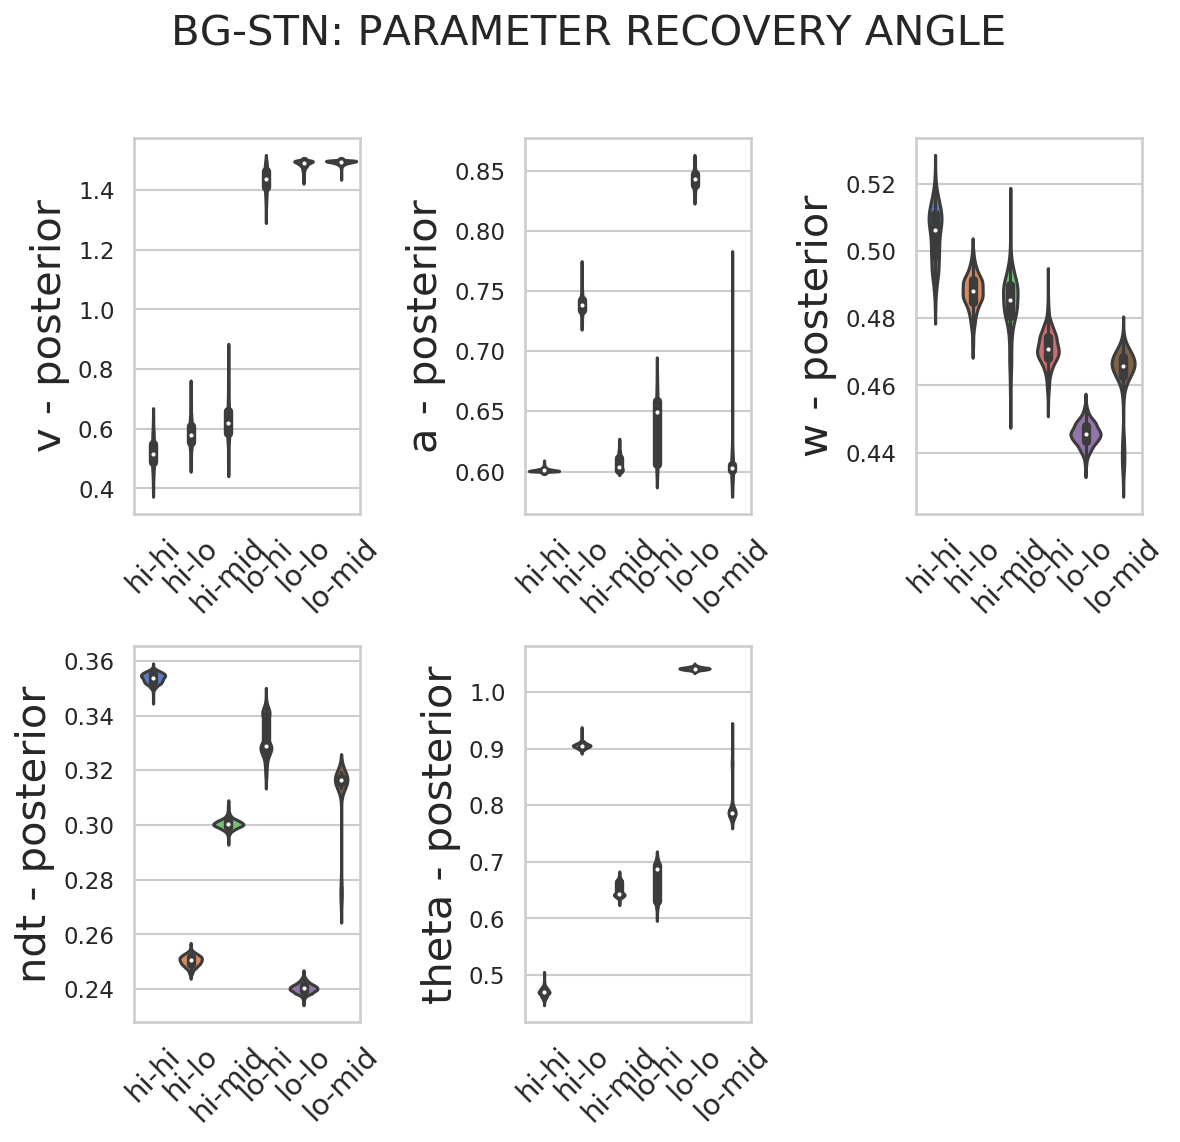 BG-STN: PARAMETER RECOVERY ANGLE
v - posterior
1.4
1.2
1.0
0.8
0.6
0.4
hi-hi
hi-lo
hi-mid
lo-hi
lo-lo
lo-mid
a - posterior
0.85
0.80
0.75
0.70
0.65
0.60
hi-hi
hi-lo
hi-mid
lo-hi
lo-lo
lo-mid
w - posterior
0.52
0.50
0.48
0.46
0.44
hi-hi
hi-lo
hi-mid
lo-hi
lo-lo
lo-mid
ndt - posterior
0.36
0.34
0.32
0.30
0.28
0.26
0.24
hi-hi
hi-lo
hi-mid
lo-hi
lo-lo
lo-mid
theta - posterior
1.0
0.9
0.8
0.7
0.6
0.5
hi-hi
hi-lo
hi-mid
lo-hi
lo-lo
lo-mid